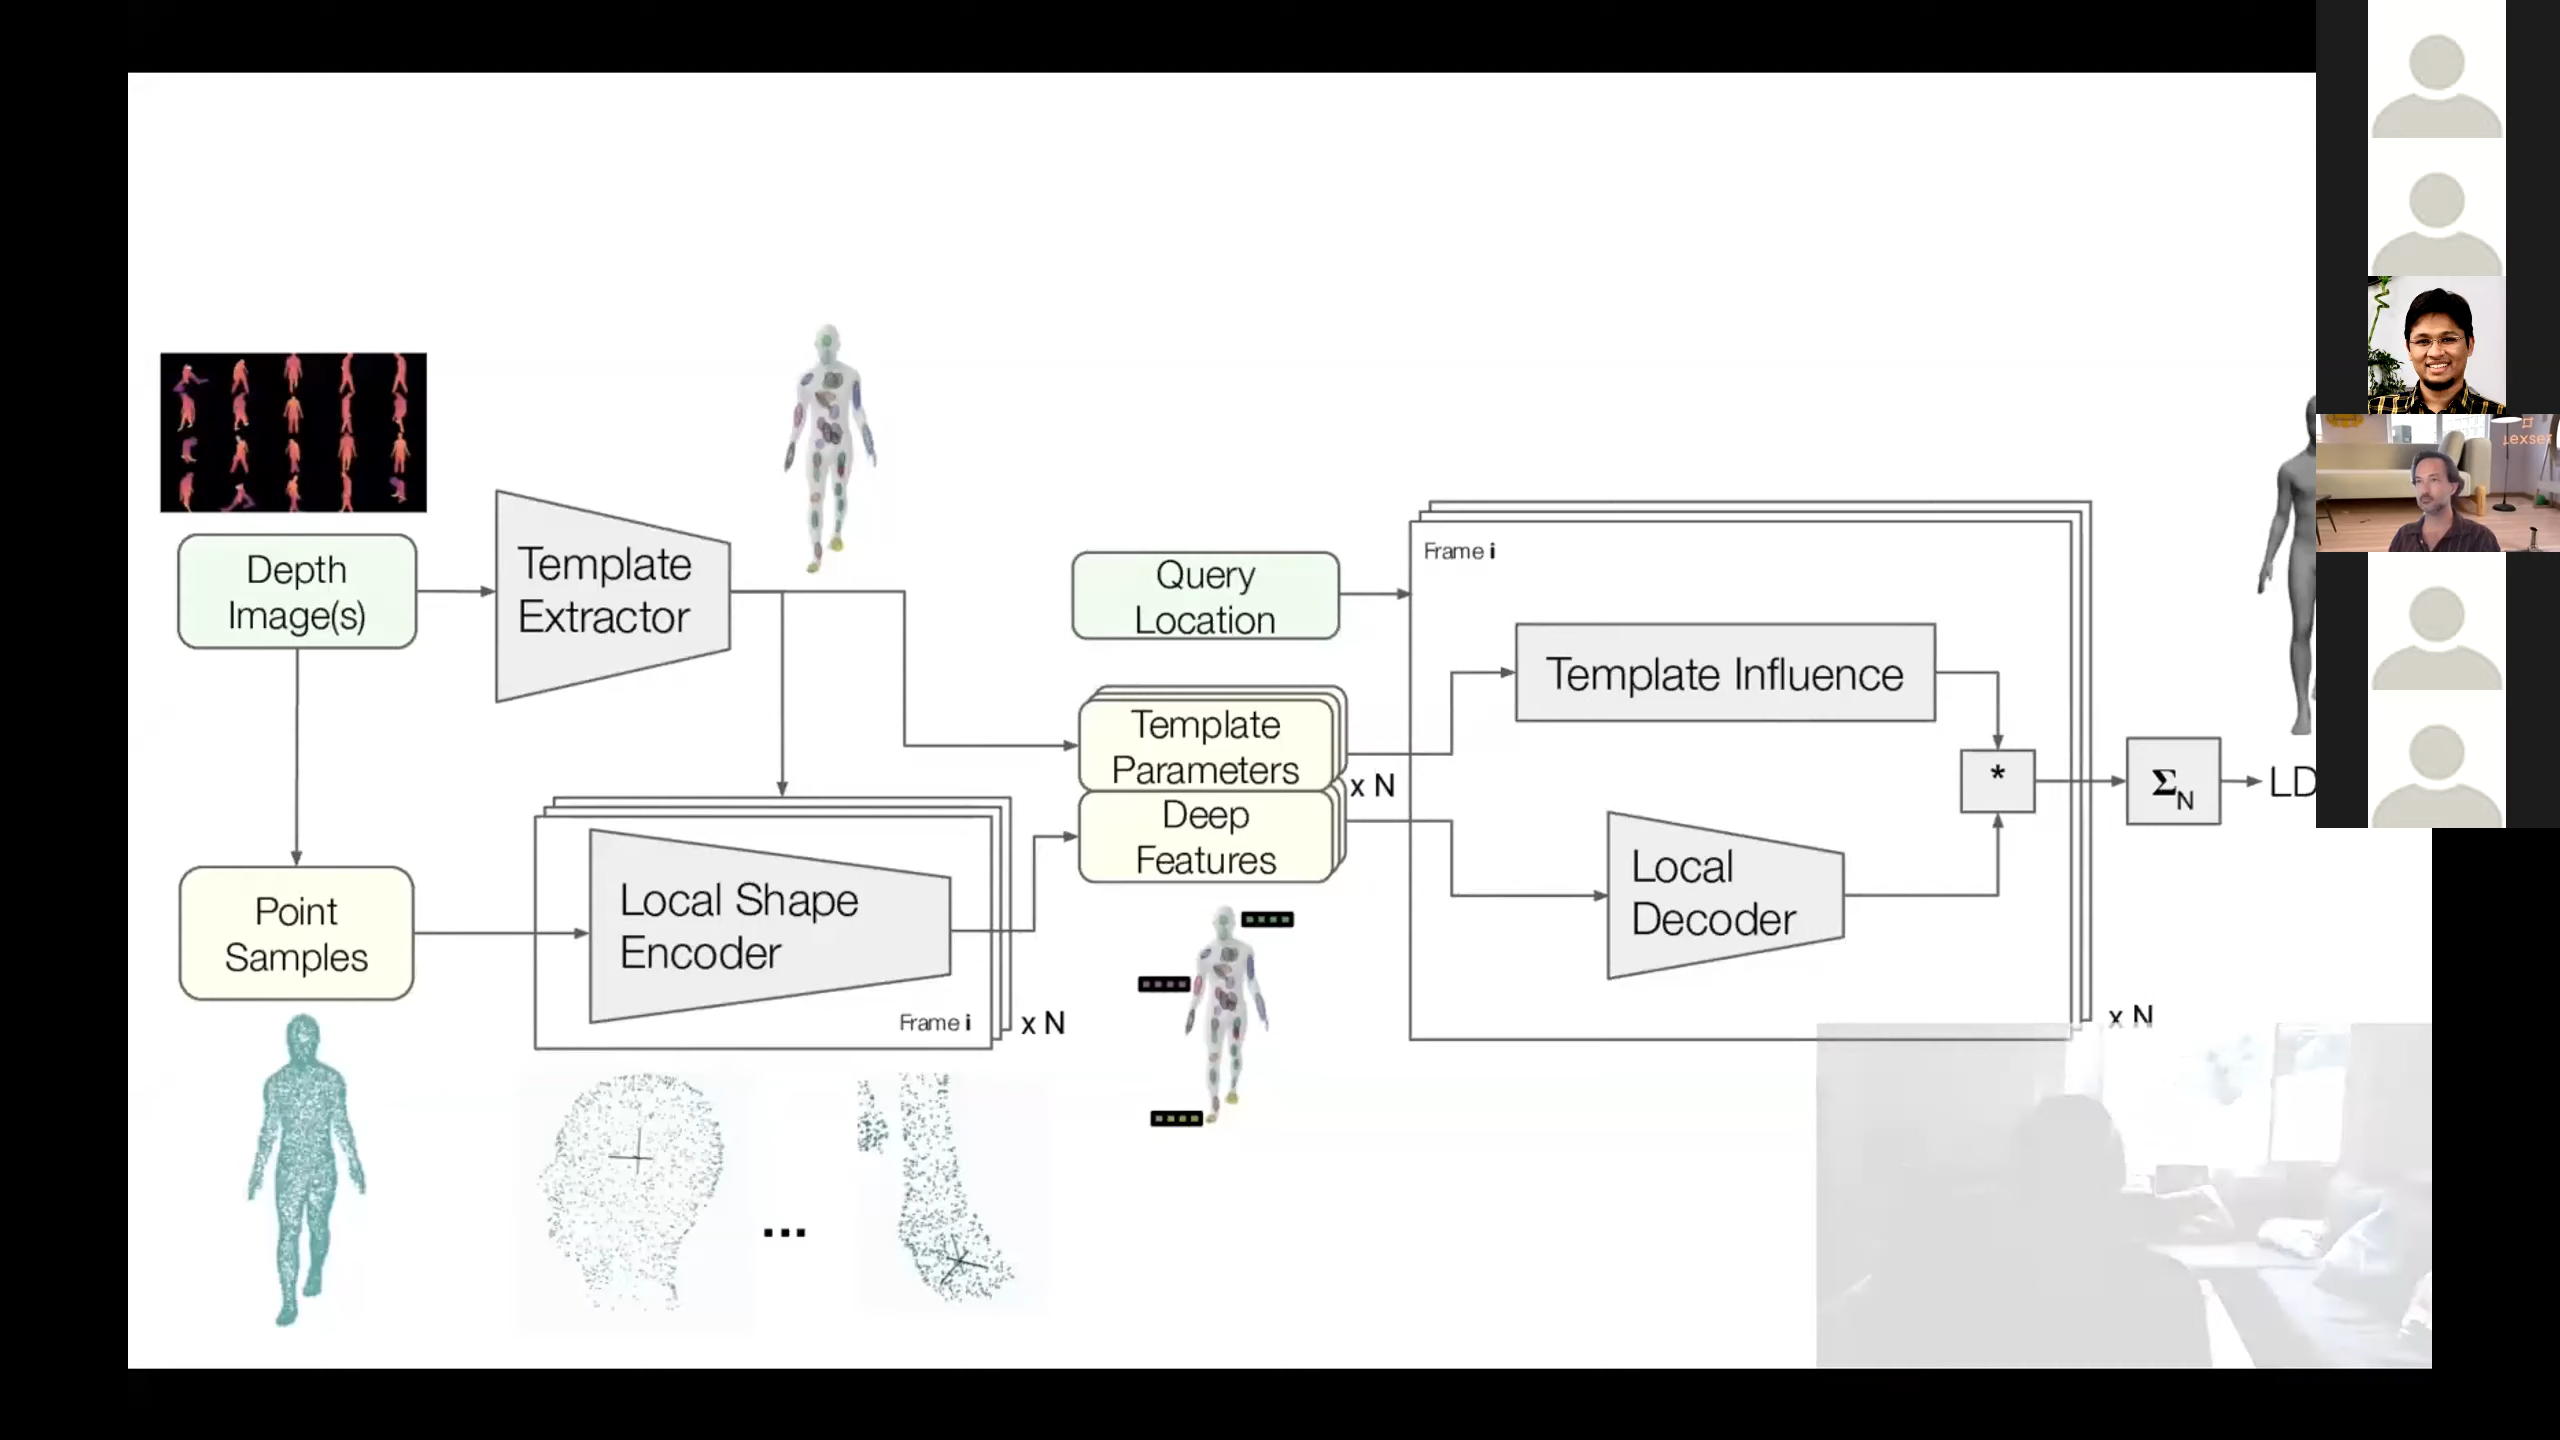 Depth
Image(s)
Template
Extractor
Point
Samples
Local Shape
Encoder
Frame i
x N
...
Query
Location
Template
Parameters
Deep
Features
x N
Frame i
Template Influence
Local
Decoder
*
x N
Σ N
LD